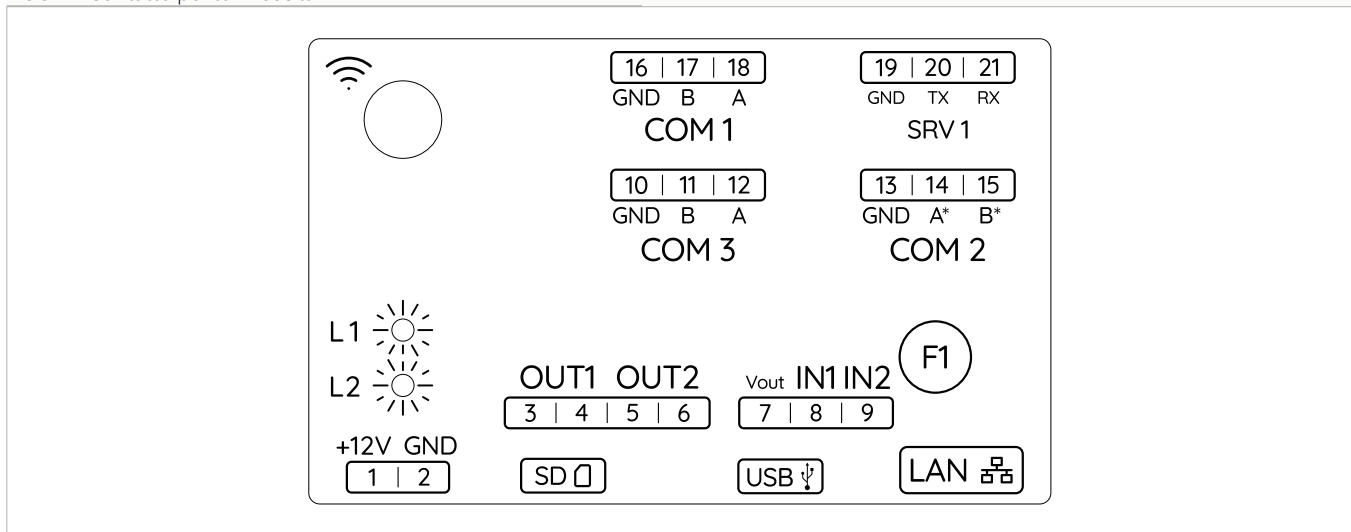 16 | 17 | 18
GND B A
COM 1
19 | 20 | 21
GND TX RX
SRV 1
10 | 11 | 12
GND B A
COM 3
13 | 14 | 15
GND A* B*
COM 2
L1
L2
F1
OUT1 OUT2
3 | 4 | 5 | 6
Vout IN1 IN2
7 | 8 | 9
+12V GND
1 | 2
SD
USB
LAN